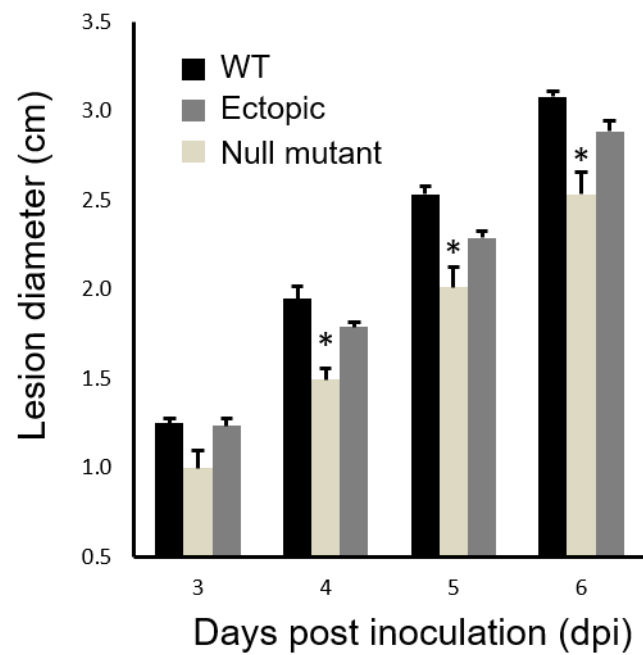 3.5
3.0
2.5
2.0
1.5
1.0
0.5
Lesion diameter (cm)
WT
Ectopic
Null mutant
*
*
*
3 4 5 6
Days post inoculation (dpi)